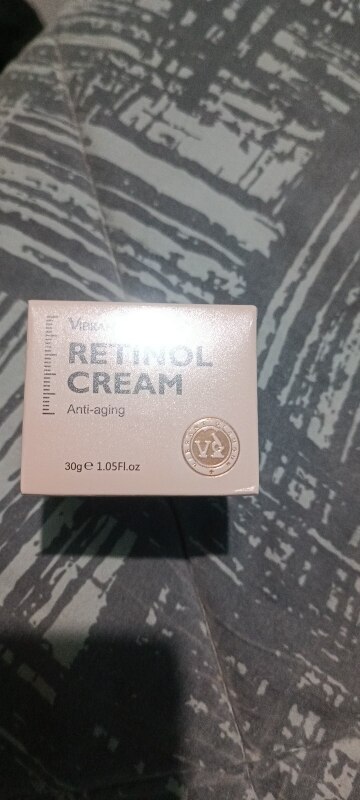 RETINOL
CREAM
Anti-aging
30g℮ 1.05Fl.oz